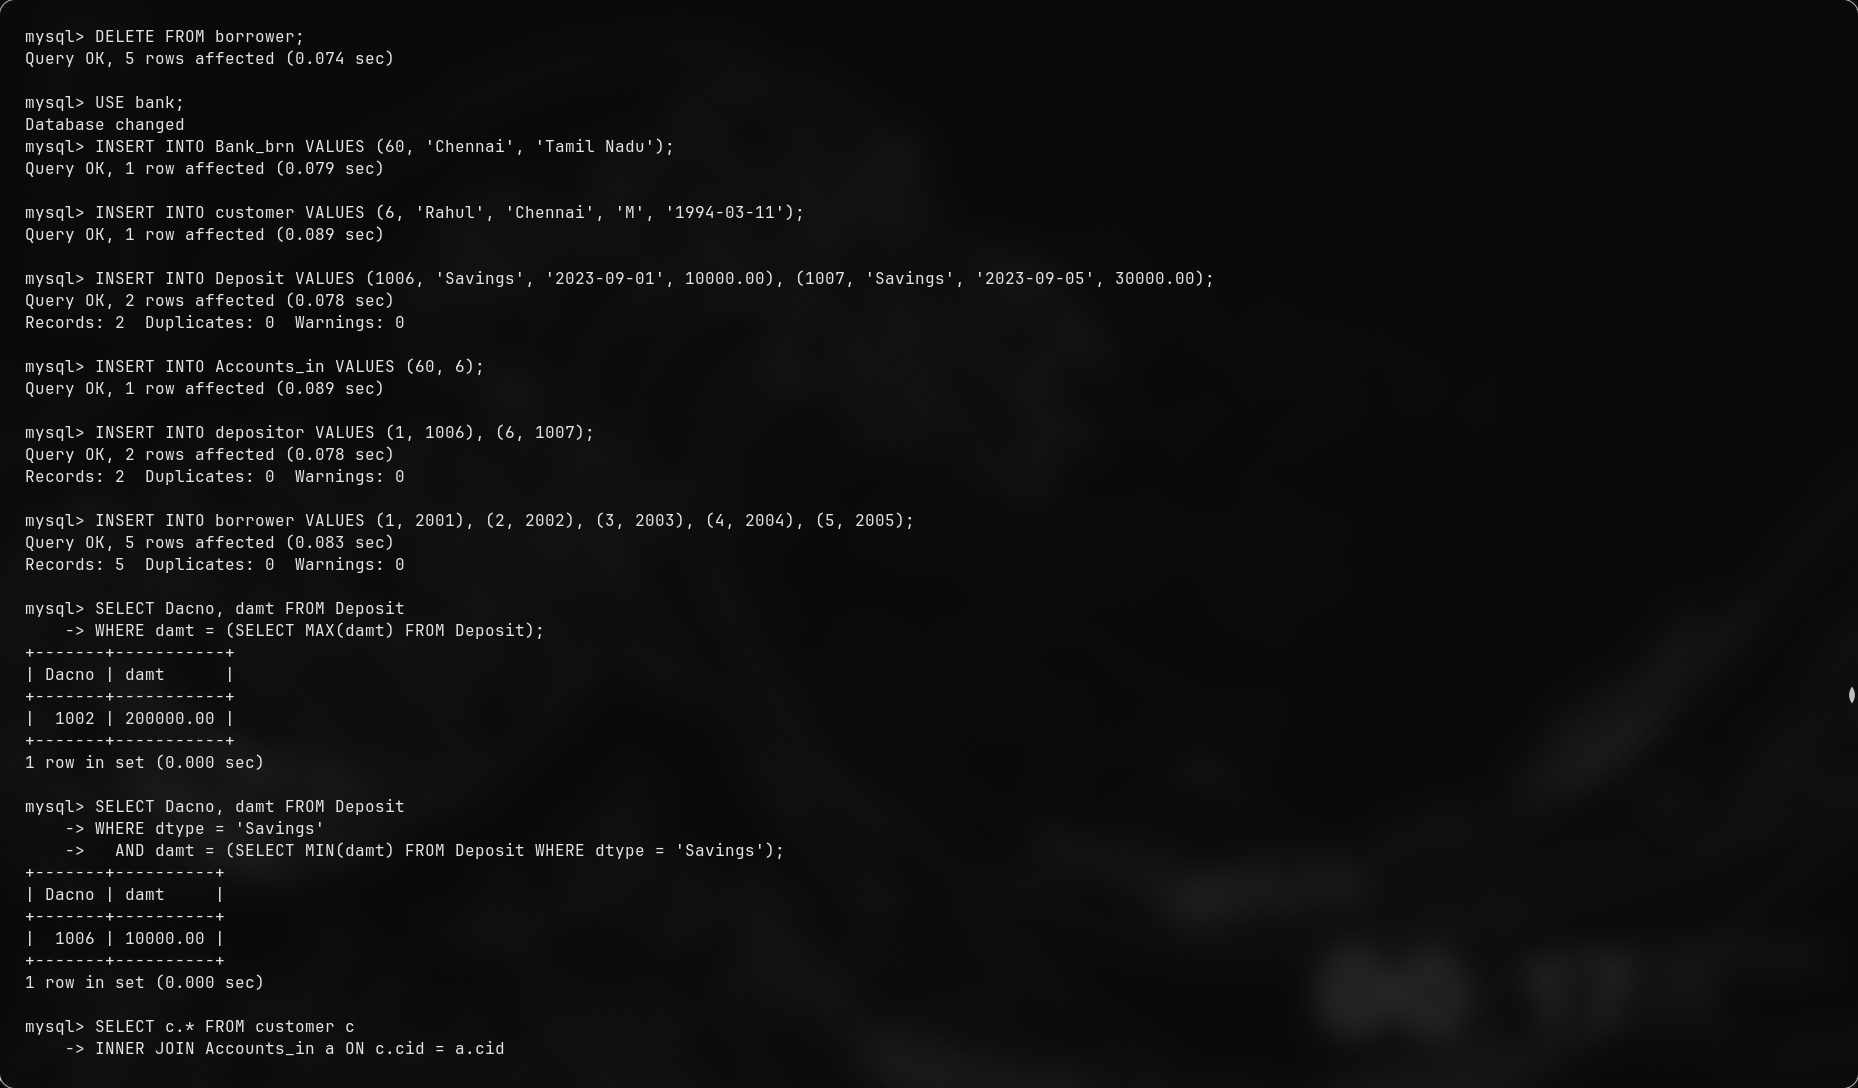 mysql> DELETE FROM borrower;
Query OK, 5 rows affected (0.074 sec)

mysql> USE bank;
Database changed
mysql> INSERT INTO Bank_brn VALUES (60, 'Chennai', 'Tamil Nadu');
Query OK, 1 row affected (0.079 sec)

mysql> INSERT INTO customer VALUES (6, 'Rahul', 'Chennai', 'M', '1994-03-11');
Query OK, 1 row affected (0.089 sec)

mysql> INSERT INTO Deposit VALUES (1006, 'Savings', '2023-09-01', 10000.00), (1007, 'Savings', '2023-09-05', 30000.00);
Query OK, 2 rows affected (0.078 sec)
Records: 2  Duplicates: 0  Warnings: 0

mysql> INSERT INTO Accounts_in VALUES (60, 6);
Query OK, 1 row affected (0.089 sec)

mysql> INSERT INTO depositor VALUES (1, 1006), (6, 1007);
Query OK, 2 rows affected (0.078 sec)
Records: 2  Duplicates: 0  Warnings: 0

mysql> INSERT INTO borrower VALUES (1, 2001), (2, 2002), (3, 2003), (4, 2004), (5, 2005);
Query OK, 5 rows affected (0.083 sec)
Records: 5  Duplicates: 0  Warnings: 0

mysql> SELECT Dacno, damt FROM Deposit
    -> WHERE damt = (SELECT MAX(damt) FROM Deposit);
+-------+-----------+
| Dacno | damt      |
+-------+-----------+
|  1002 | 200000.00 |
+-------+-----------+
1 row in set (0.000 sec)

mysql> SELECT Dacno, damt FROM Deposit
    -> WHERE dtype = 'Savings'
    ->   AND damt = (SELECT MIN(damt) FROM Deposit WHERE dtype = 'Savings');
+-------+----------+
| Dacno | damt     |
+-------+----------+
|  1006 | 10000.00 |
+-------+----------+
1 row in set (0.000 sec)

mysql> SELECT c.* FROM customer c
    -> INNER JOIN Accounts_in a ON c.cid = a.cid